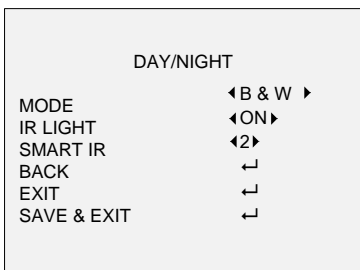 DAY/NIGHT
MODE B & W
IR LIGHT ON
SMART IR 2
BACK
EXIT
SAVE & EXIT